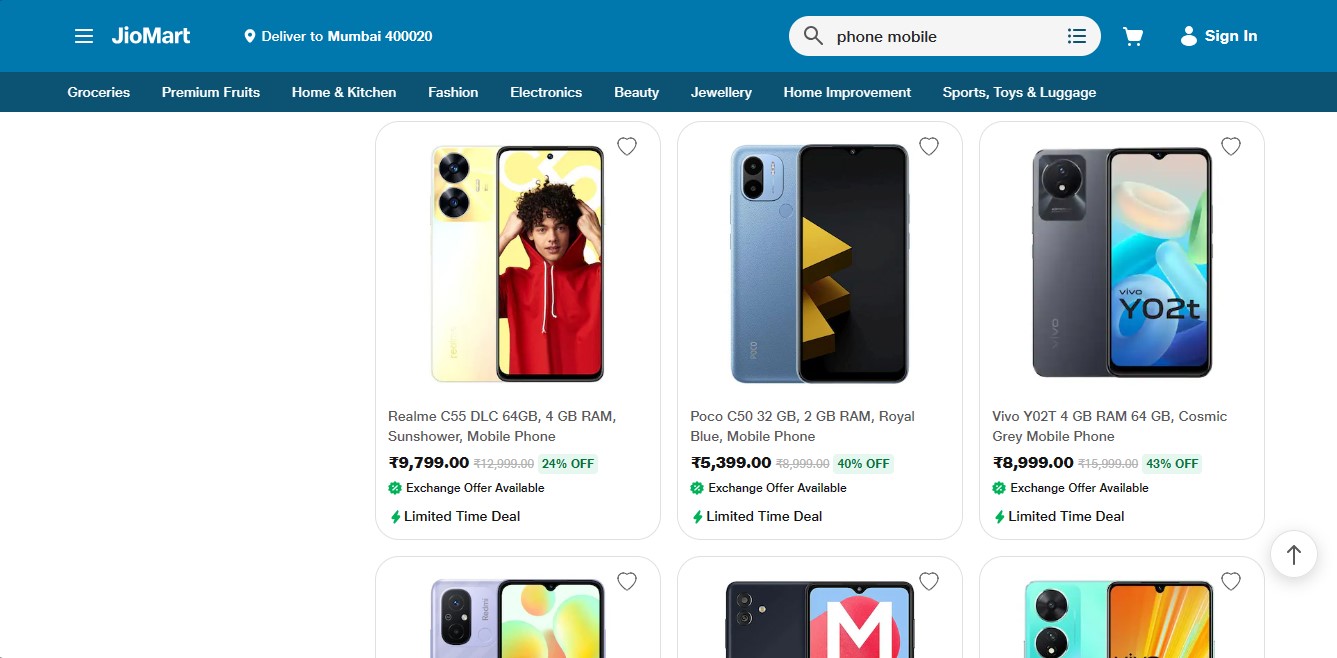 JioMart
Deliver to Mumbai 400020
phone mobile
Sign In
Groceries
Premium Fruits
Home & Kitchen
Fashion
Electronics
Beauty
Jewellery
Home Improvement
Sports, Toys & Luggage
realme
Realme C55 DLC 64GB, 4 GB RAM,
Sunshower, Mobile Phone
₹9,799.00 ₹12,999.00 24% OFF
Exchange Offer Available
Limited Time Deal
POCO
Poco C50 32 GB, 2 GB RAM, Royal
Blue, Mobile Phone
₹5,399.00 ₹8,999.00 40% OFF
Exchange Offer Available
Limited Time Deal
vivo
vivo
Y02t
Vivo Y02T 4 GB RAM 64 GB, Cosmic
Grey Mobile Phone
₹8,999.00 ₹15,999.00 43% OFF
Exchange Offer Available
Limited Time Deal
Redmi
M
vivo